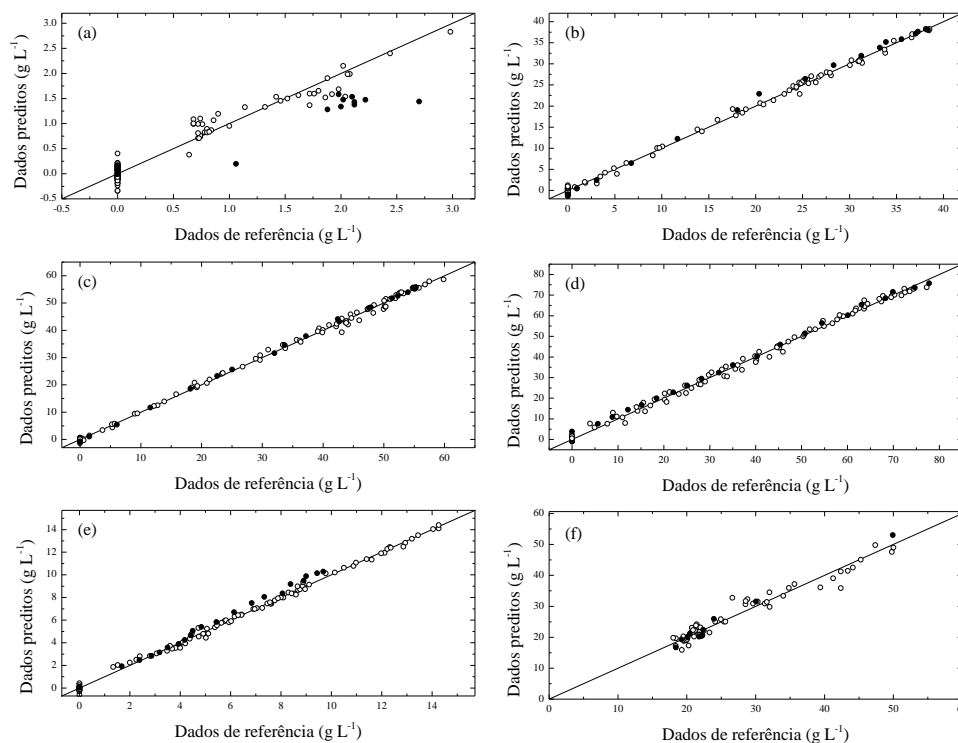 (a)
Dados preditos (g L⁻¹)
3.0
2.5
2.0
1.5
1.0
0.5
0.0
-0.5
-0.5 0.0 0.5 1.0 1.5 2.0 2.5 3.0
Dados de referência (g L⁻¹)
(b)
Dados preditos (g L⁻¹)
40
35
30
25
20
15
10
5
0
0 5 10 15 20 25 30 35 40
Dados de referência (g L⁻¹)
(c)
Dados preditos (g L⁻¹)
60
50
40
30
20
10
0
0 10 20 30 40 50 60
Dados de referência (g L⁻¹)
(d)
Dados preditos (g L⁻¹)
80
70
60
50
40
30
20
10
0
0 10 20 30 40 50 60 70 80
Dados de referência (g L⁻¹)
(e)
Dados preditos (g L⁻¹)
14
12
10
8
6
4
2
0
0 2 4 6 8 10 12 14
Dados de referência (g L⁻¹)
(f)
Dados preditos (g L⁻¹)
60
50
40
30
20
10
0
0 10 20 30 40 50 60
Dados de referência (g L⁻¹)